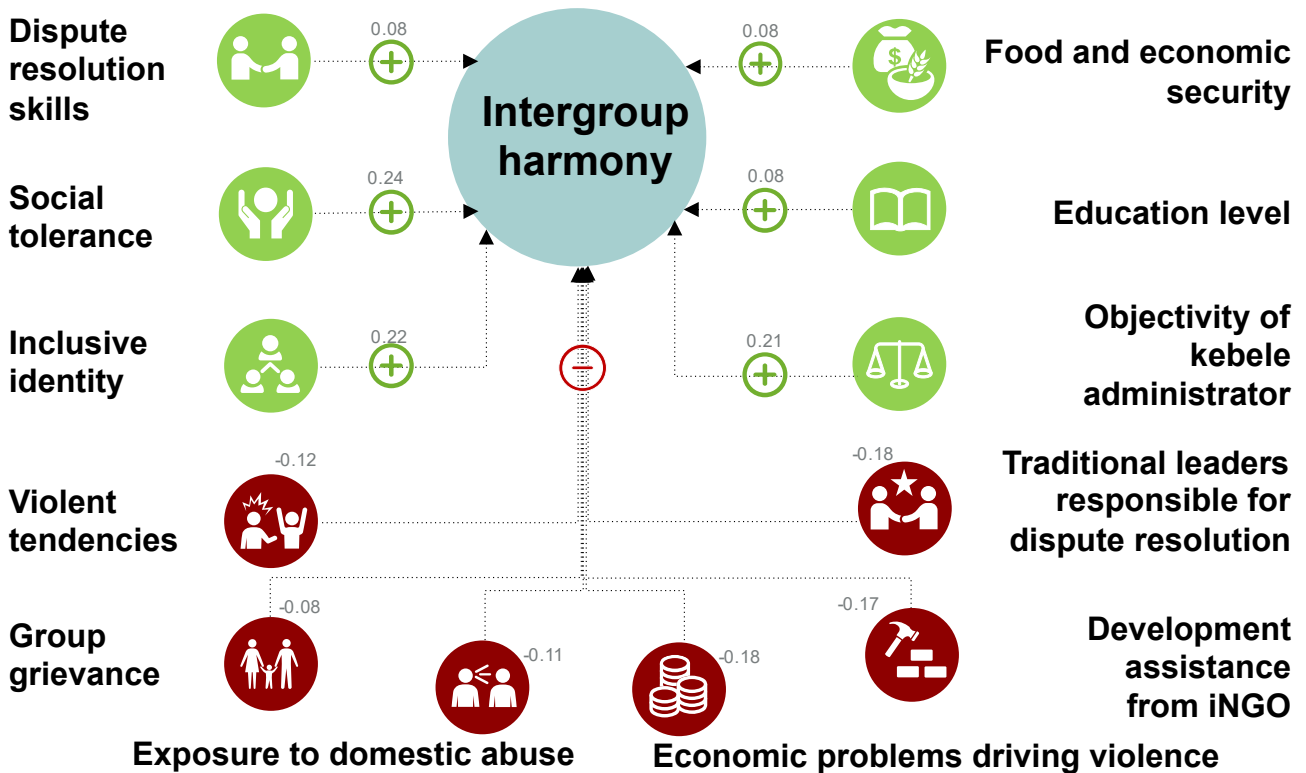 Dispute
resolution
skills
0.08
Intergroup
harmony
0.08
Food and economic
security
Social
tolerance
0.24
0.08
Education level
Inclusive
identity
0.22
0.21
Objectivity of
kebele
administrator
Violent
tendencies
-0.12
-0.18
Traditional leaders
responsible for
dispute resolution
Group
grievance
-0.08
-0.11
-0.18
-0.17
Development
assistance
from iNGO
Exposure to domestic abuse
Economic problems driving violence